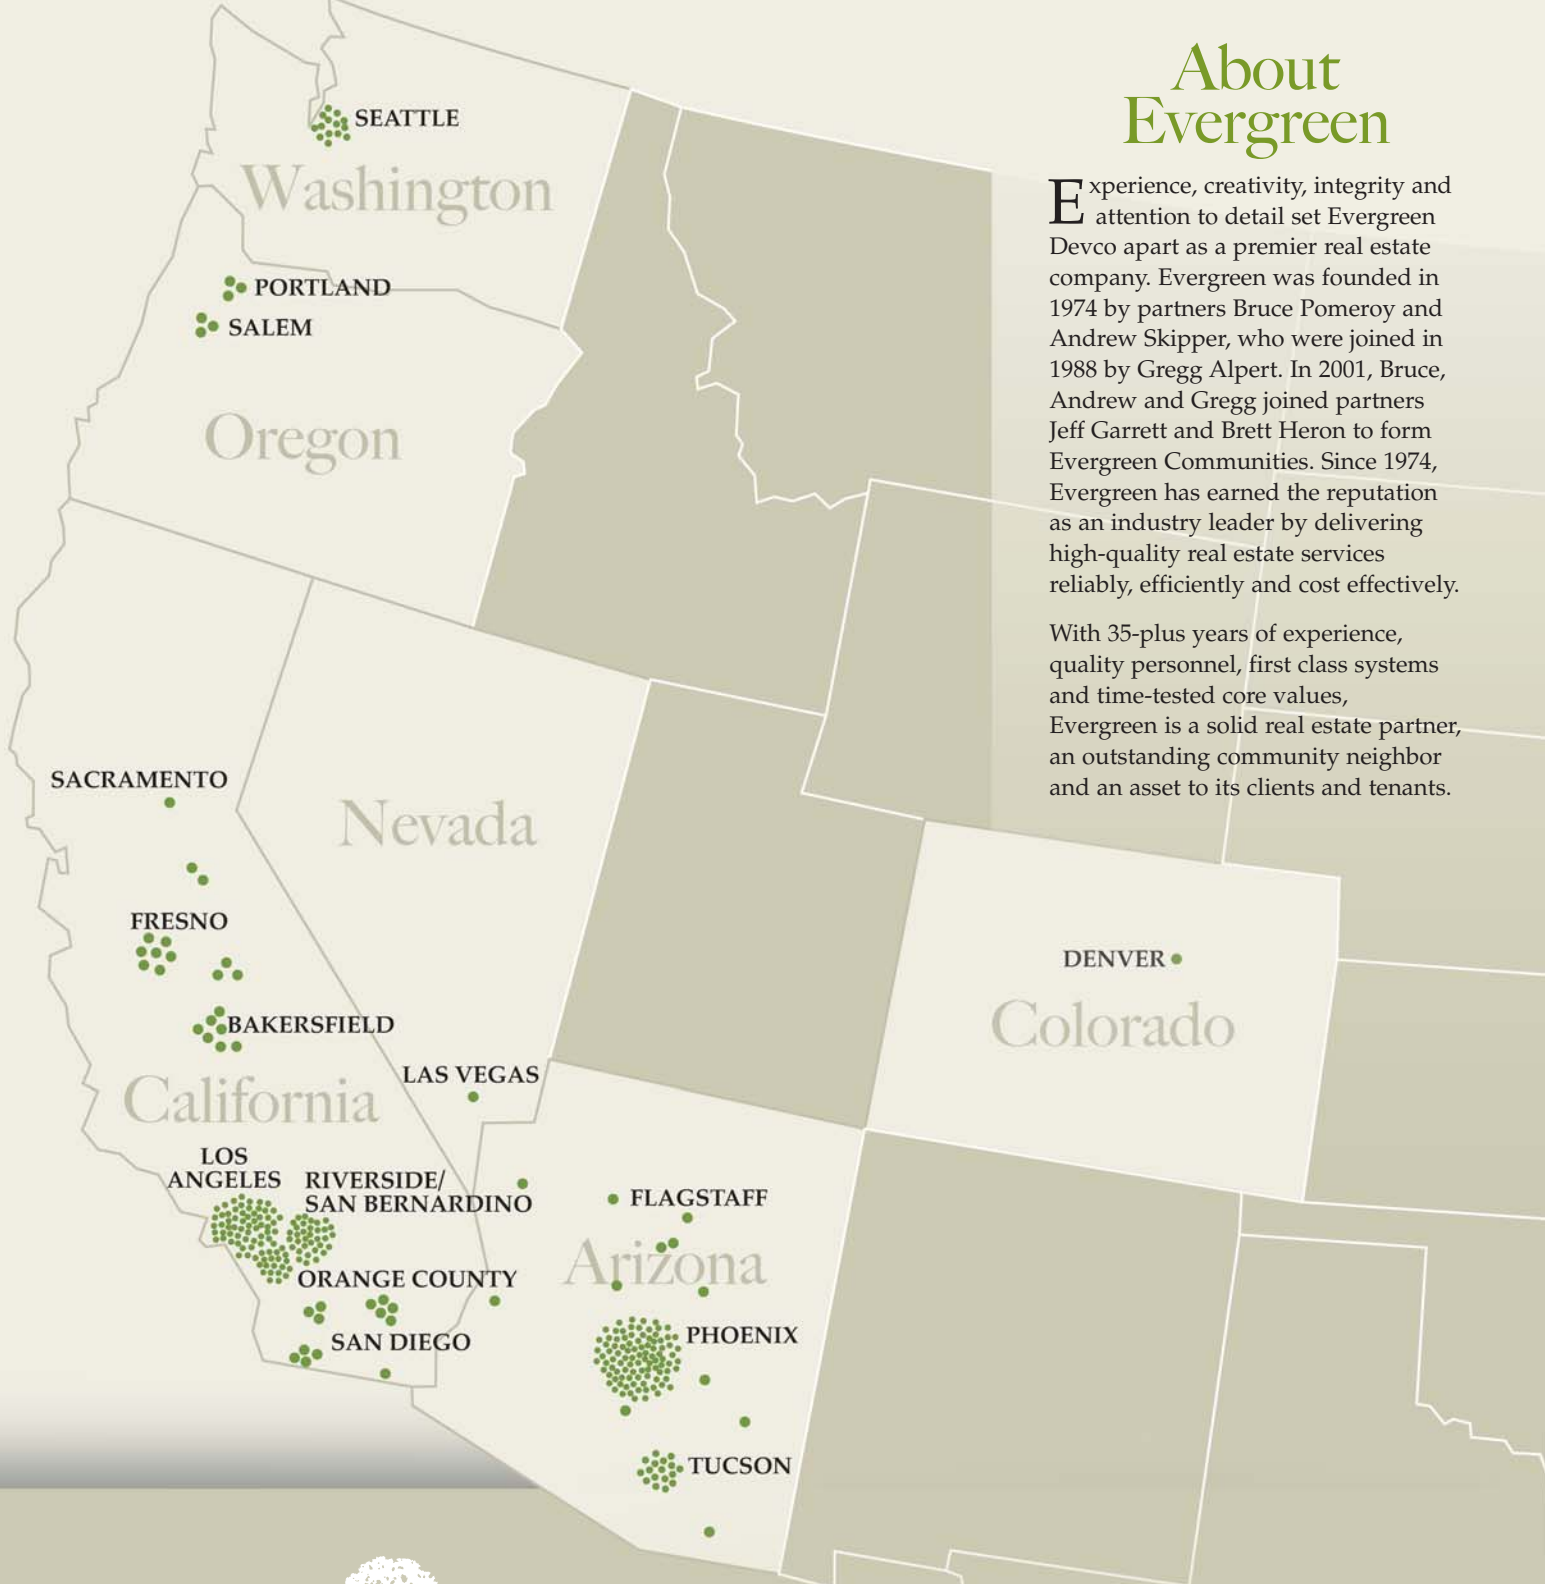 About
Evergreen
Experience, creativity, integrity and
attention to detail set Evergreen
Devco apart as a premier real estate
company. Evergreen was founded in
1974 by partners Bruce Pomeroy and
Andrew Skipper, who were joined in
1988 by Gregg Alpert. In 2001, Bruce,
Andrew and Gregg joined partners
Jeff Garrett and Brett Heron to form
Evergreen Communities. Since 1974,
Evergreen has earned the reputation
as an industry leader by delivering
high-quality real estate services
reliably, efficiently and cost effectively.
With 35-plus years of experience,
quality personnel, first class systems
and time-tested core values,
Evergreen is a solid real estate partner,
an outstanding community neighbor
and an asset to its clients and tenants.
SEATTLE
Washington
PORTLAND
SALEM
Oregon
SACRAMENTO
Nevada
FRESNO
DENVER
Colorado
BAKERSFIELD
LAS VEGAS
California
LOS
ANGELES
RIVERSIDE/
SAN BERNARDINO
FLAGSTAFF
Arizona
ORANGE COUNTY
PHOENIX
SAN DIEGO
TUCSON